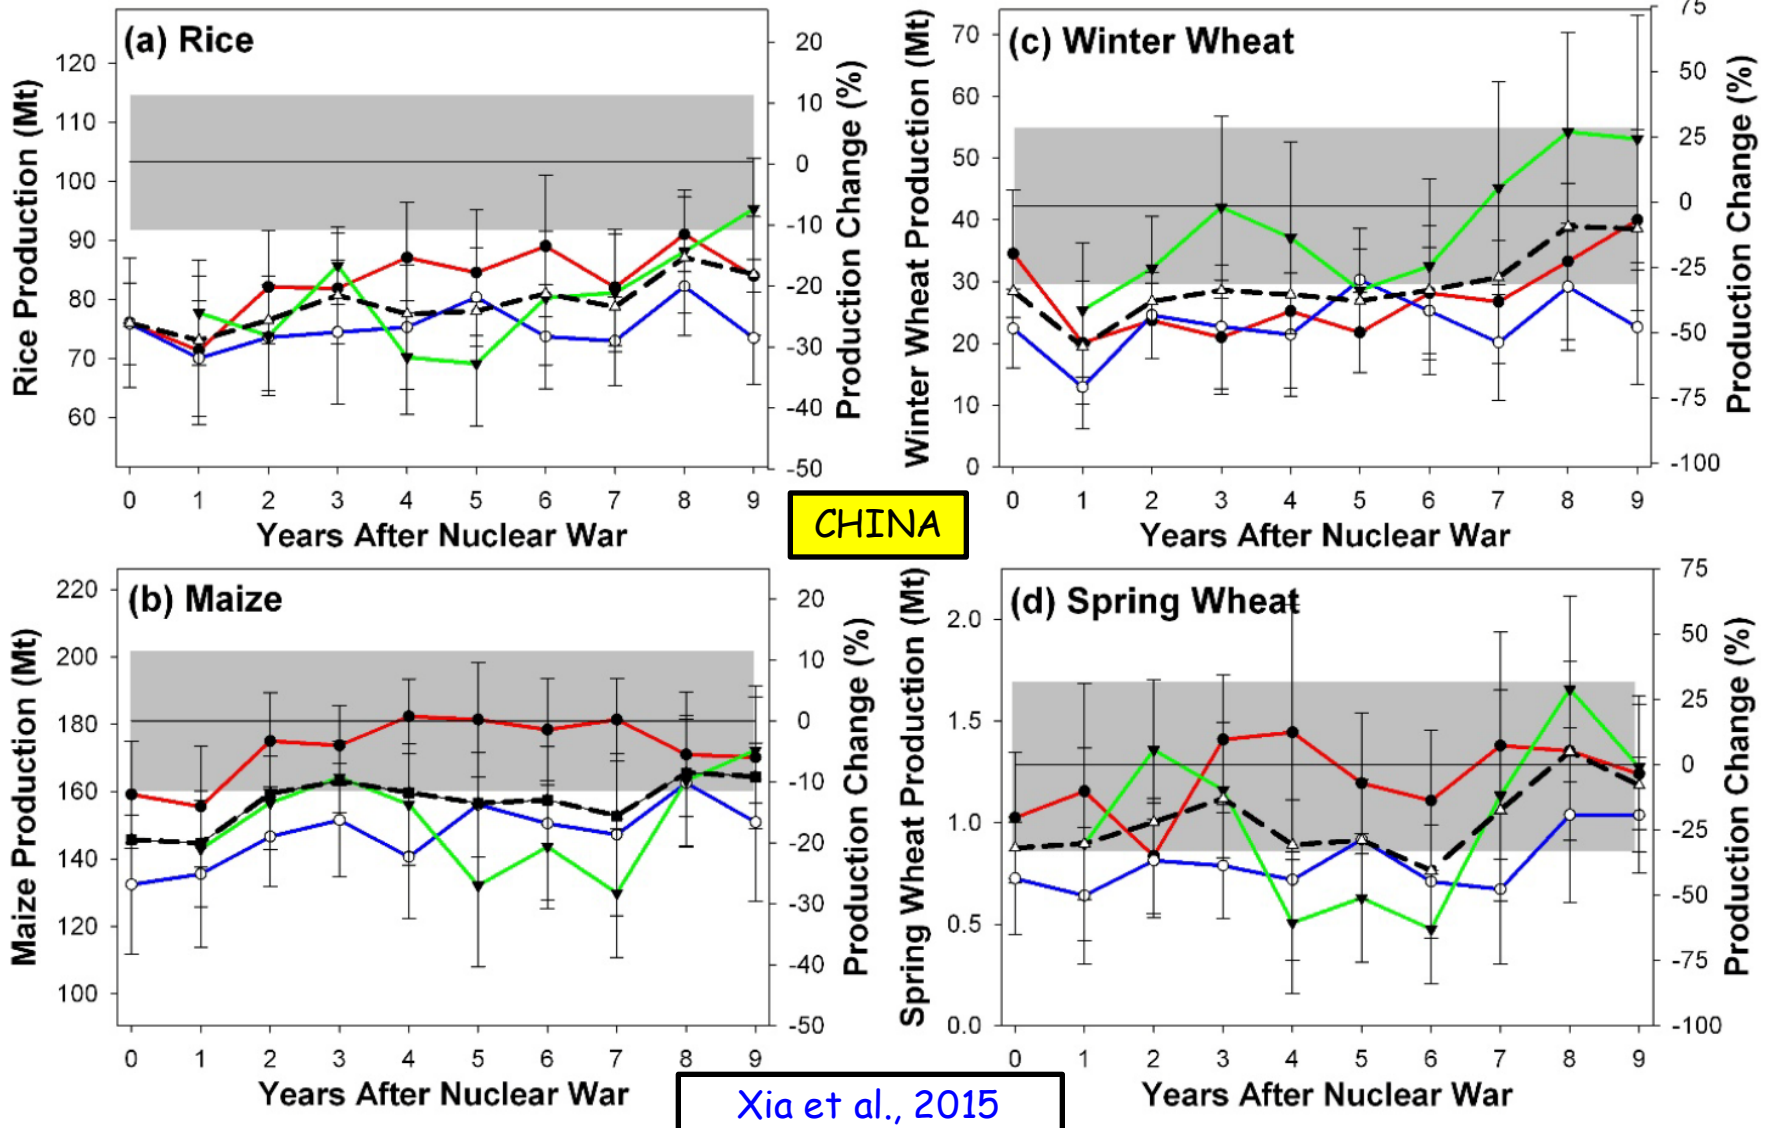 (a) Rice
Rice Production (Mt)
120
110
100
90
80
70
60
20
10
0
-10
-20
-30
-40
-50
Production Change (%)
0 1 2 3 4 5 6 7 8 9
Years After Nuclear War
(c) Winter Wheat
Winter Wheat Production (Mt)
70
60
50
40
30
20
10
0
75
50
25
0
-25
-50
-75
-100
Production Change (%)
0 1 2 3 4 5 6 7 8 9
Years After Nuclear War
CHINA
(b) Maize
Maize Production (Mt)
220
200
180
160
140
120
100
20
10
0
-10
-20
-30
-40
-50
Production Change (%)
0 1 2 3 4 5 6 7 8 9
Years After Nuclear War
(d) Spring Wheat
Spring Wheat Production (Mt)
2.0
1.5
1.0
0.5
0.0
75
50
25
0
-25
-50
-75
-100
Production Change (%)
0 1 2 3 4 5 6 7 8 9
Years After Nuclear War
Xia et al., 2015